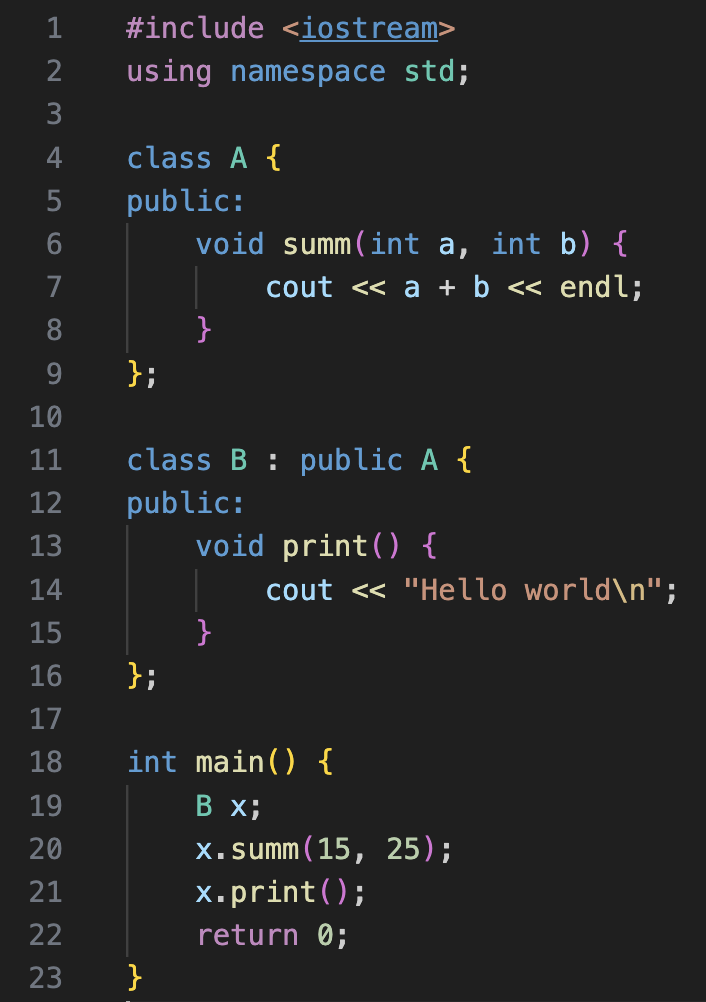 1 #include <iostream>
2 using namespace std;
3
4 class A {
5 public:
6     void summ(int a, int b) {
7         cout << a + b << endl;
8     }
9 };
10
11 class B : public A {
12 public:
13     void print() {
14         cout << "Hello world\n";
15     }
16 };
17
18 int main() {
19     B x;
20     x.summ(15, 25);
21     x.print();
22     return 0;
23 }